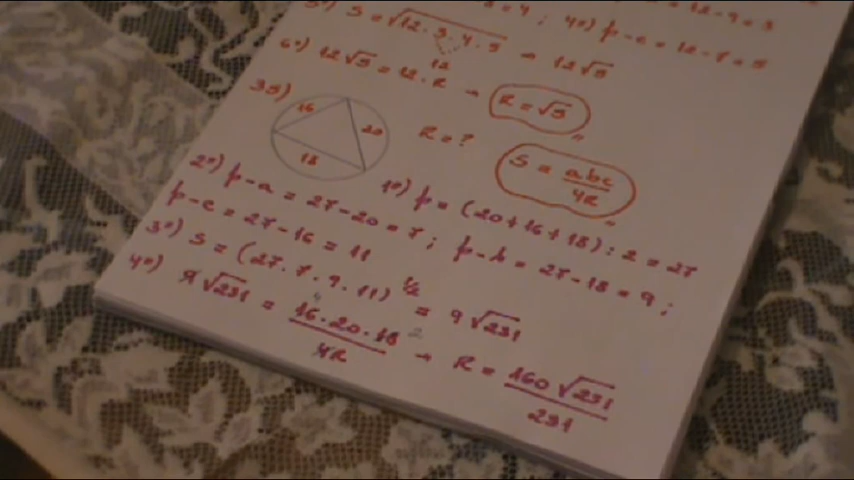 5º) S = √12 · 3 · 4 · 5 → 12√5
12
6º) 12√5 = 12 · R → R = √5
35)
16
20
18
R = ?
S = abc/4R
1º) p = (20+16+18) : 2 = 27
2º) p-a = 27-20 = 7 ; p-b = 27-18 = 9 ;
p-c = 27-16 = 11
3º) S = (27 · 7 · 9 · 11)^1/2 = 9√231
4º) 9√231 = 16 · 20 · 18/4R → R = 160√231/231